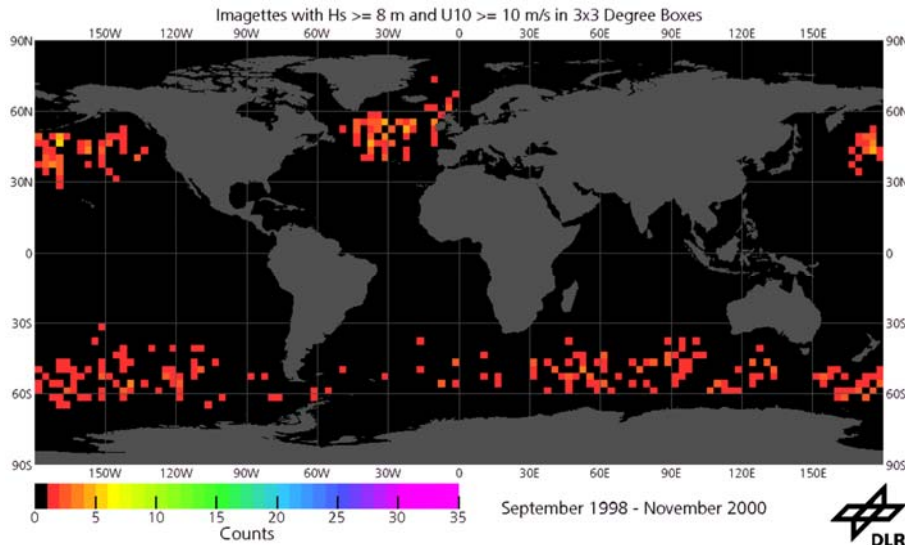 Imagettes with Hs >= 8 m and U10 >= 10 m/s in 3x3 Degree Boxes
150W 120W 90W 60W 30W 0 30E 60E 90E 120E 150E
90N 90N
60N 60N
30N 30N
0 0
30S 30S
60S 60S
90S 90S
150W 120W 90W 60W 30W 0 30E 60E 90E 120E 150E
0 5 10 15 20 25 30 35
Counts
September 1998 - November 2000
DLR